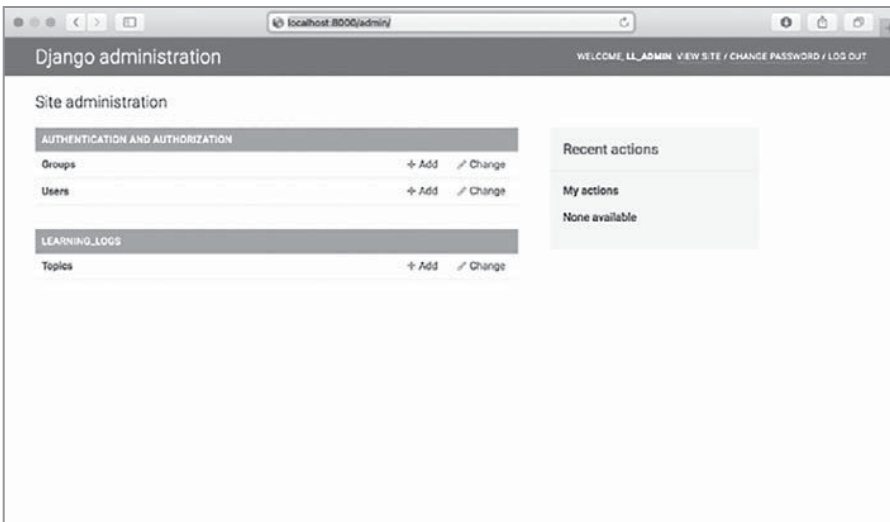 localhost:8000/admin/
Django administration
WELCOME, LL_ADMIN. VIEW SITE / CHANGE PASSWORD / LOG OUT
Site administration
AUTHENTICATION AND AUTHORIZATION
Groups + Add Change
Users + Add Change
LEARNING_LOGS
Topics + Add Change
Recent actions
My actions
None available